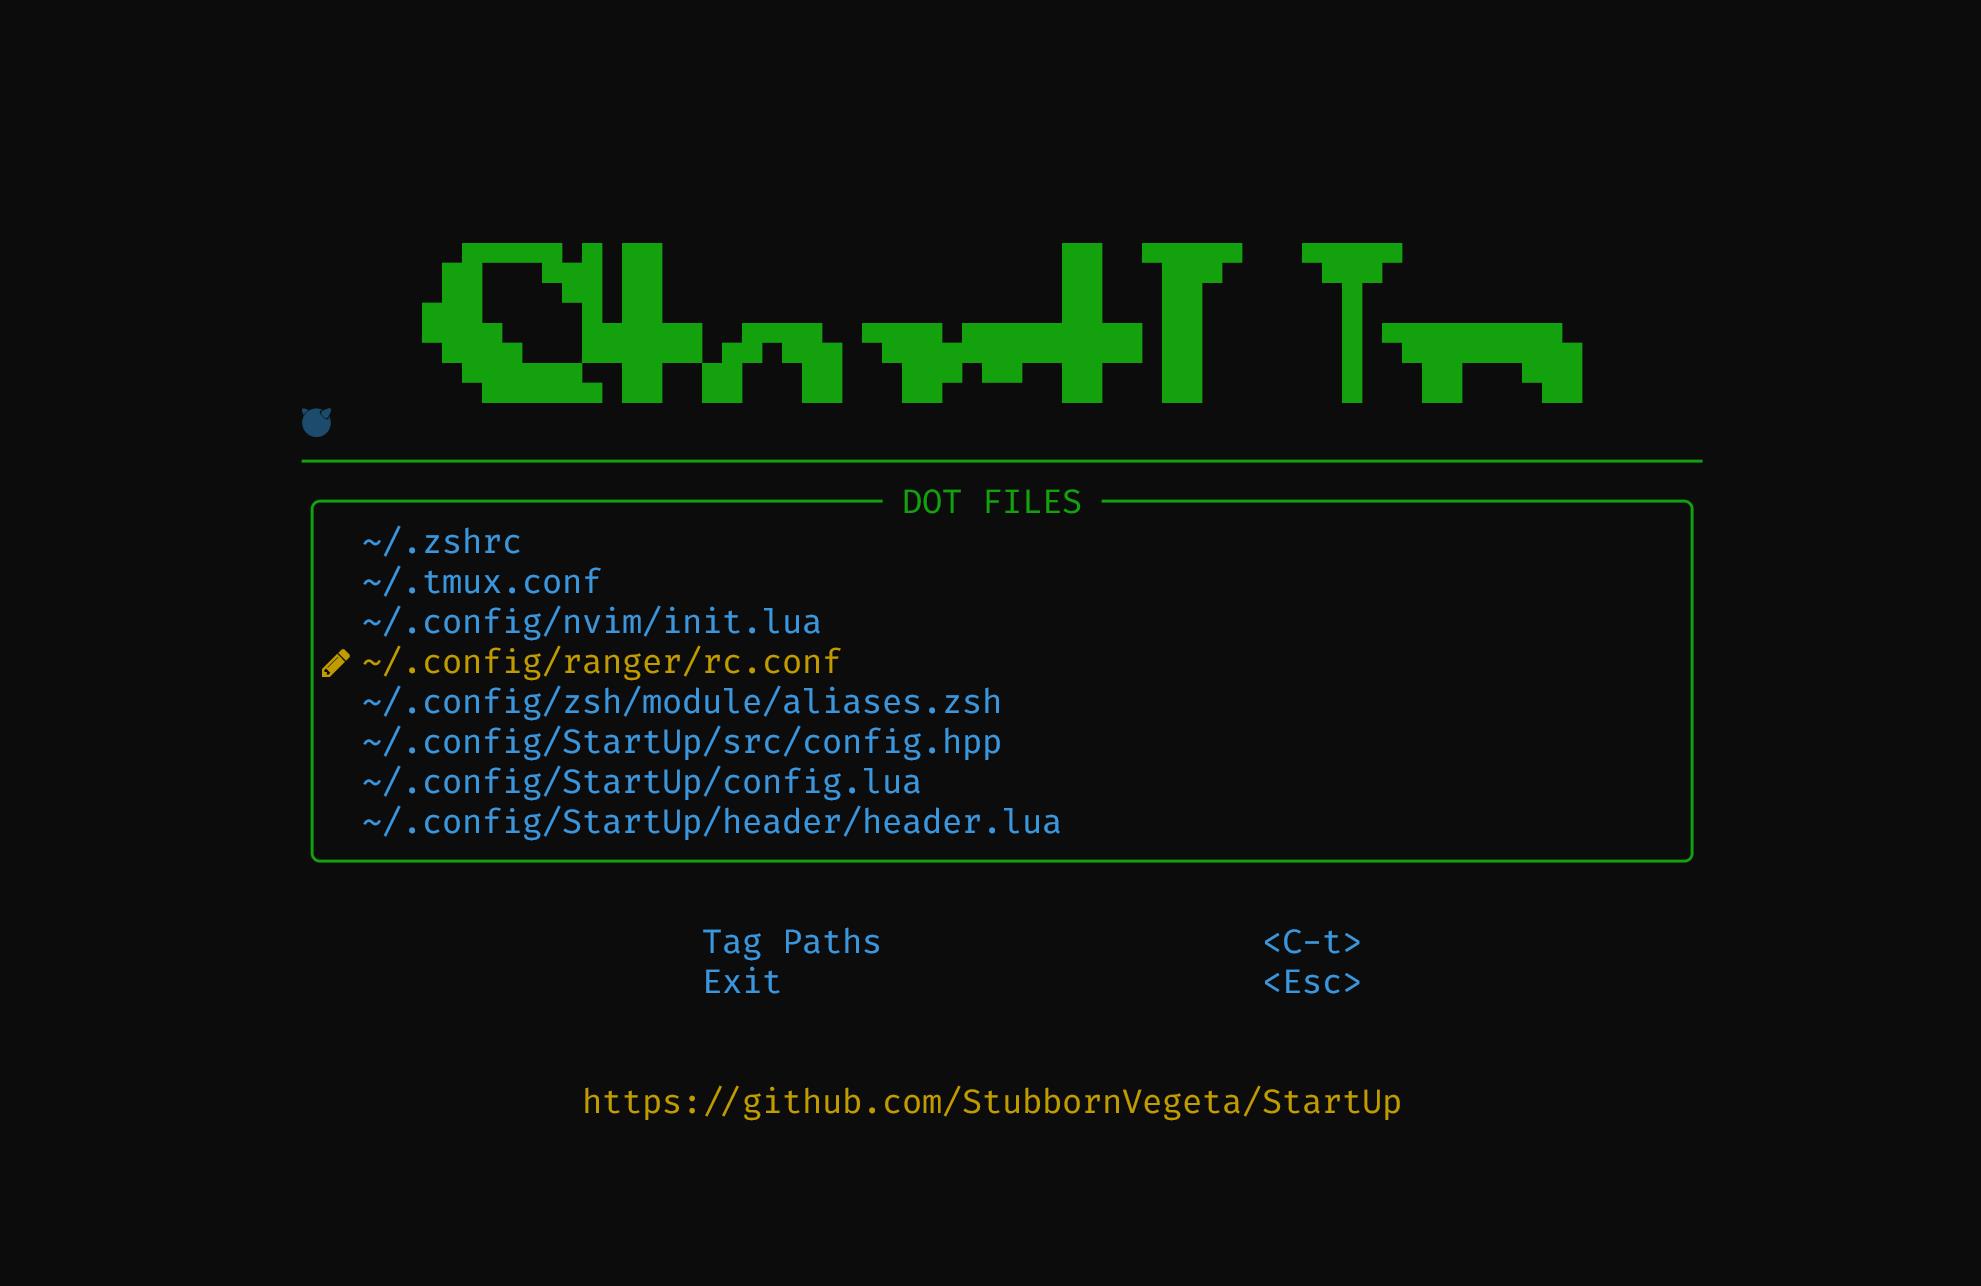 DOT FILES
~/.zshrc
~/.tmux.conf
~/.config/nvim/init.lua
~/.config/ranger/rc.conf
~/.config/zsh/module/aliases.zsh
~/.config/StartUp/src/config.hpp
~/.config/StartUp/config.lua
~/.config/StartUp/header/header.lua
Tag Paths <C-t>
Exit <Esc>
https://github.com/StubbornVegeta/StartUp